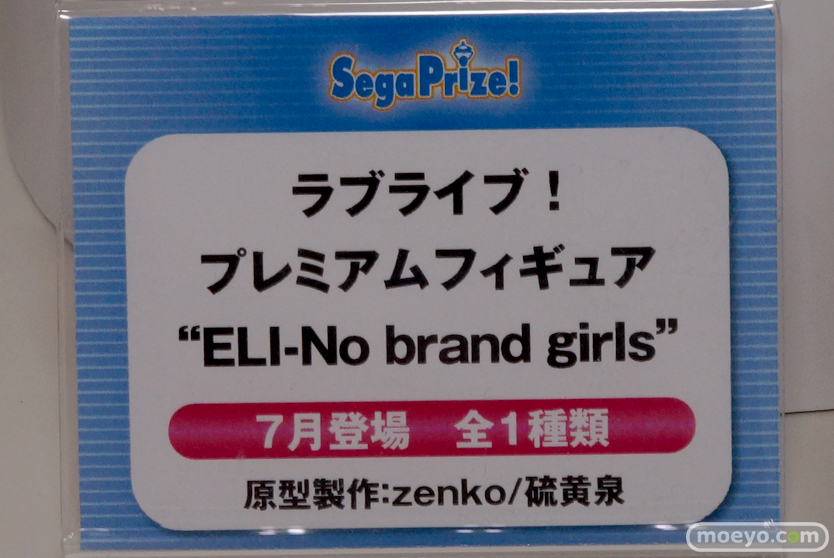 SegaPrize!
ラブライブ！
プレミアムフィギュア
“ELI-No brand girls”
7月登場　全1種類
原型製作:zenko/硫黄泉
moeyo.com